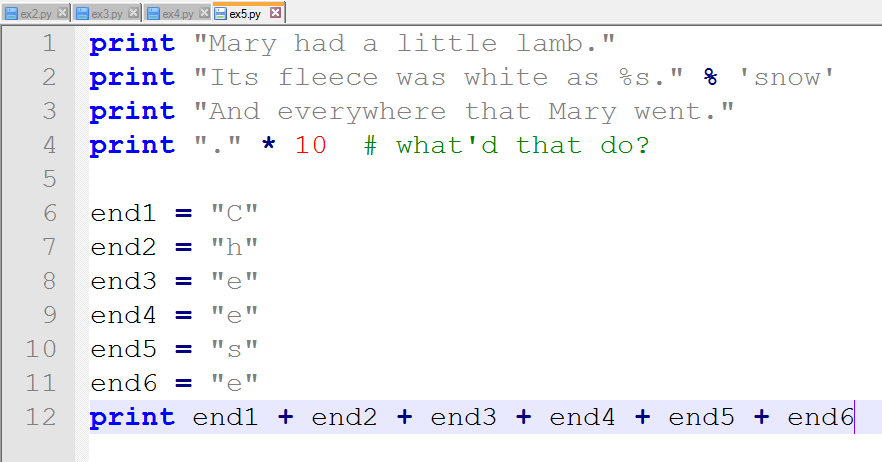 ex2.py ex3.py ex4.py ex5.py
1 print "Mary had a little lamb."
2 print "Its fleece was white as %s." % 'snow'
3 print "And everywhere that Mary went."
4 print "." * 10  # what'd that do?
5
6 end1 = "C"
7 end2 = "h"
8 end3 = "e"
9 end4 = "e"
10 end5 = "s"
11 end6 = "e"
12 print end1 + end2 + end3 + end4 + end5 + end6